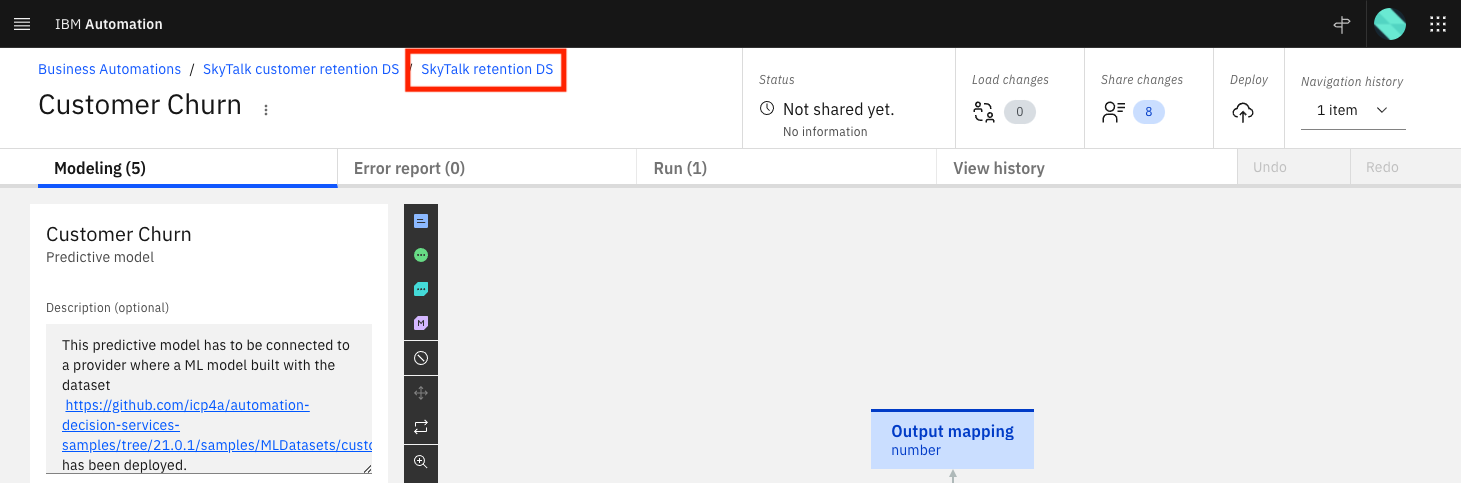 IBM Automation
Business Automations / SkyTalk customer retention DS / SkyTalk retention DS
Customer Churn
Status
Not shared yet.
No information
Load changes
0
Share changes
8
Deploy
Navigation history
1 item
Modeling (5)
Error report (0)
Run (1)
View history
Undo
Redo
Customer Churn
Predictive model
Description (optional)
This predictive model has to be connected to
a provider where a ML model built with the
dataset
https://github.com/icp4a/automation-
decision-services-
samples/tree/21.0.1/samples/MLDatasets/custo
has been deployed.
M
Output mapping
number